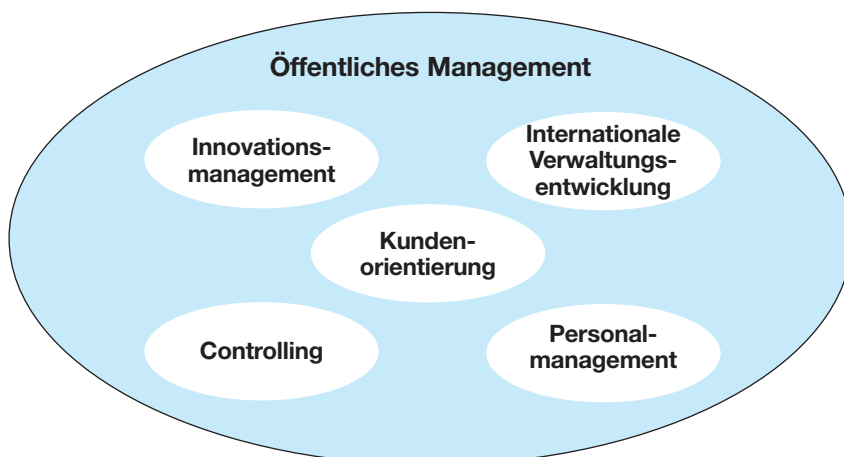 Öffentliches Management
Innovations-
management
Internationale
Verwaltungs-
entwicklung
Kunden-
orientierung
Controlling
Personal-
management